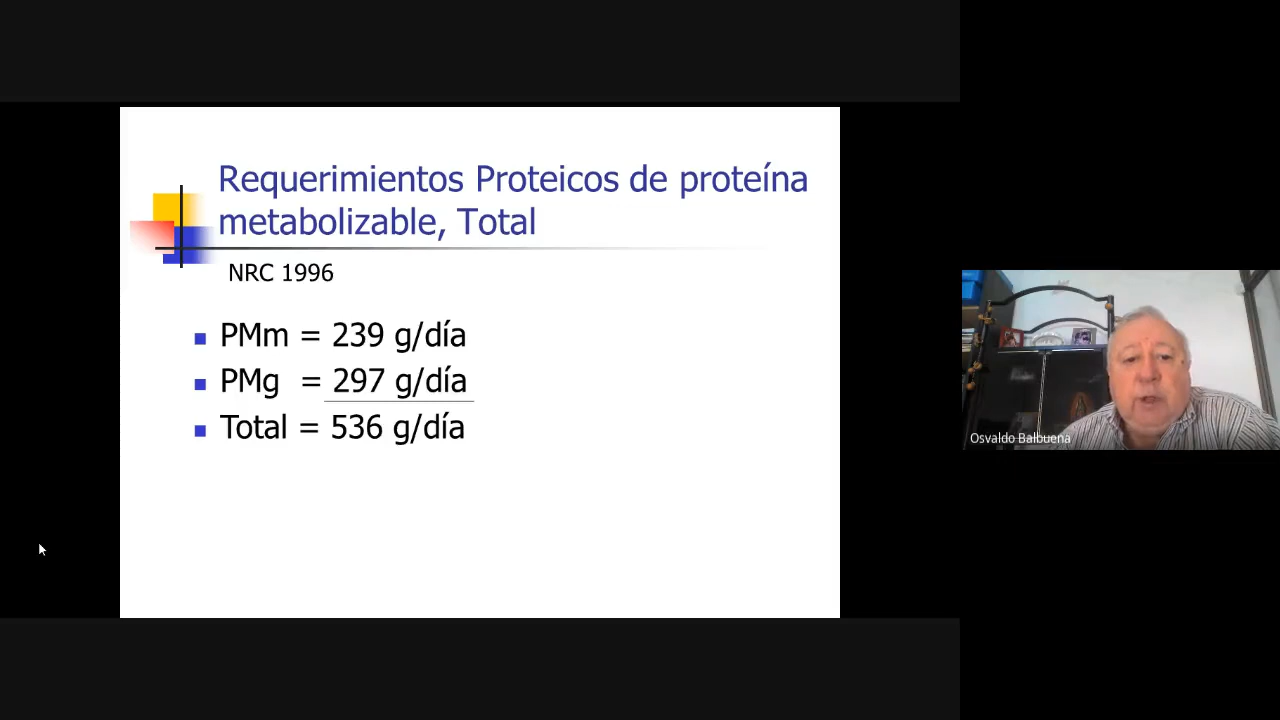 Requerimientos Proteicos de proteína
metabolizable, Total
NRC 1996
PMm = 239 g/día
PMg = 297 g/día
Total = 536 g/día
Osvaldo Balbuena